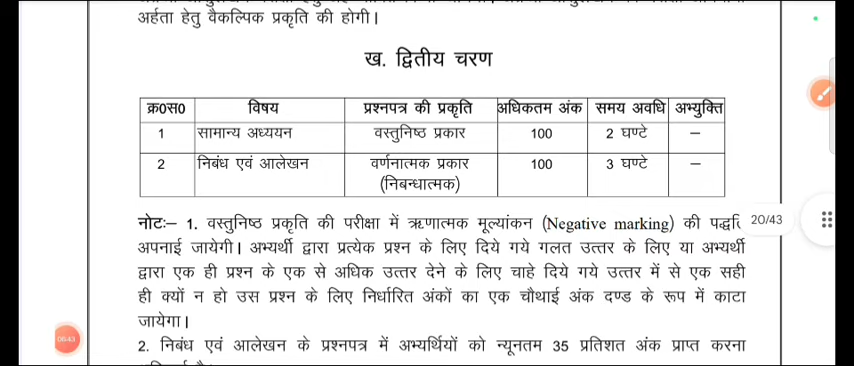 अर्हता हेतु वैकल्पिक प्रकृति की होगी।
ख. द्वितीय चरण
क्र०स० विषय प्रश्नपत्र की प्रकृति अधिकतम अंक समय अवधि अभ्युक्ति
1 सामान्य अध्ययन वस्तुनिष्ठ प्रकार 100 2 घण्टे –
2 निबंध एवं आलेखन वर्णनात्मक प्रकार 100 3 घण्टे –
(निबन्धात्मक)
नोटः– 1. वस्तुनिष्ठ प्रकृति की परीक्षा में ऋणात्मक मूल्यांकन (Negative marking) की
20/43
अपनाई जायेगी। अभ्यर्थी द्वारा प्रत्येक प्रश्न के लिए दिये गये गलत उत्तर के लिए या अभ्यर्थी
द्वारा एक ही प्रश्न के एक से अधिक उत्तर देने के लिए चाहे दिये गये उत्तर में से एक सही
ही क्यों न हो उस प्रश्न के लिए निर्धारित अंकों का एक चौथाई अंक दण्ड के रूप में काटा
जायेगा।
06:43
2. निबंध एवं आलेखन के प्रश्नपत्र में अभ्यर्थियों को न्यूनतम 35 प्रतिशत अंक प्राप्त करना